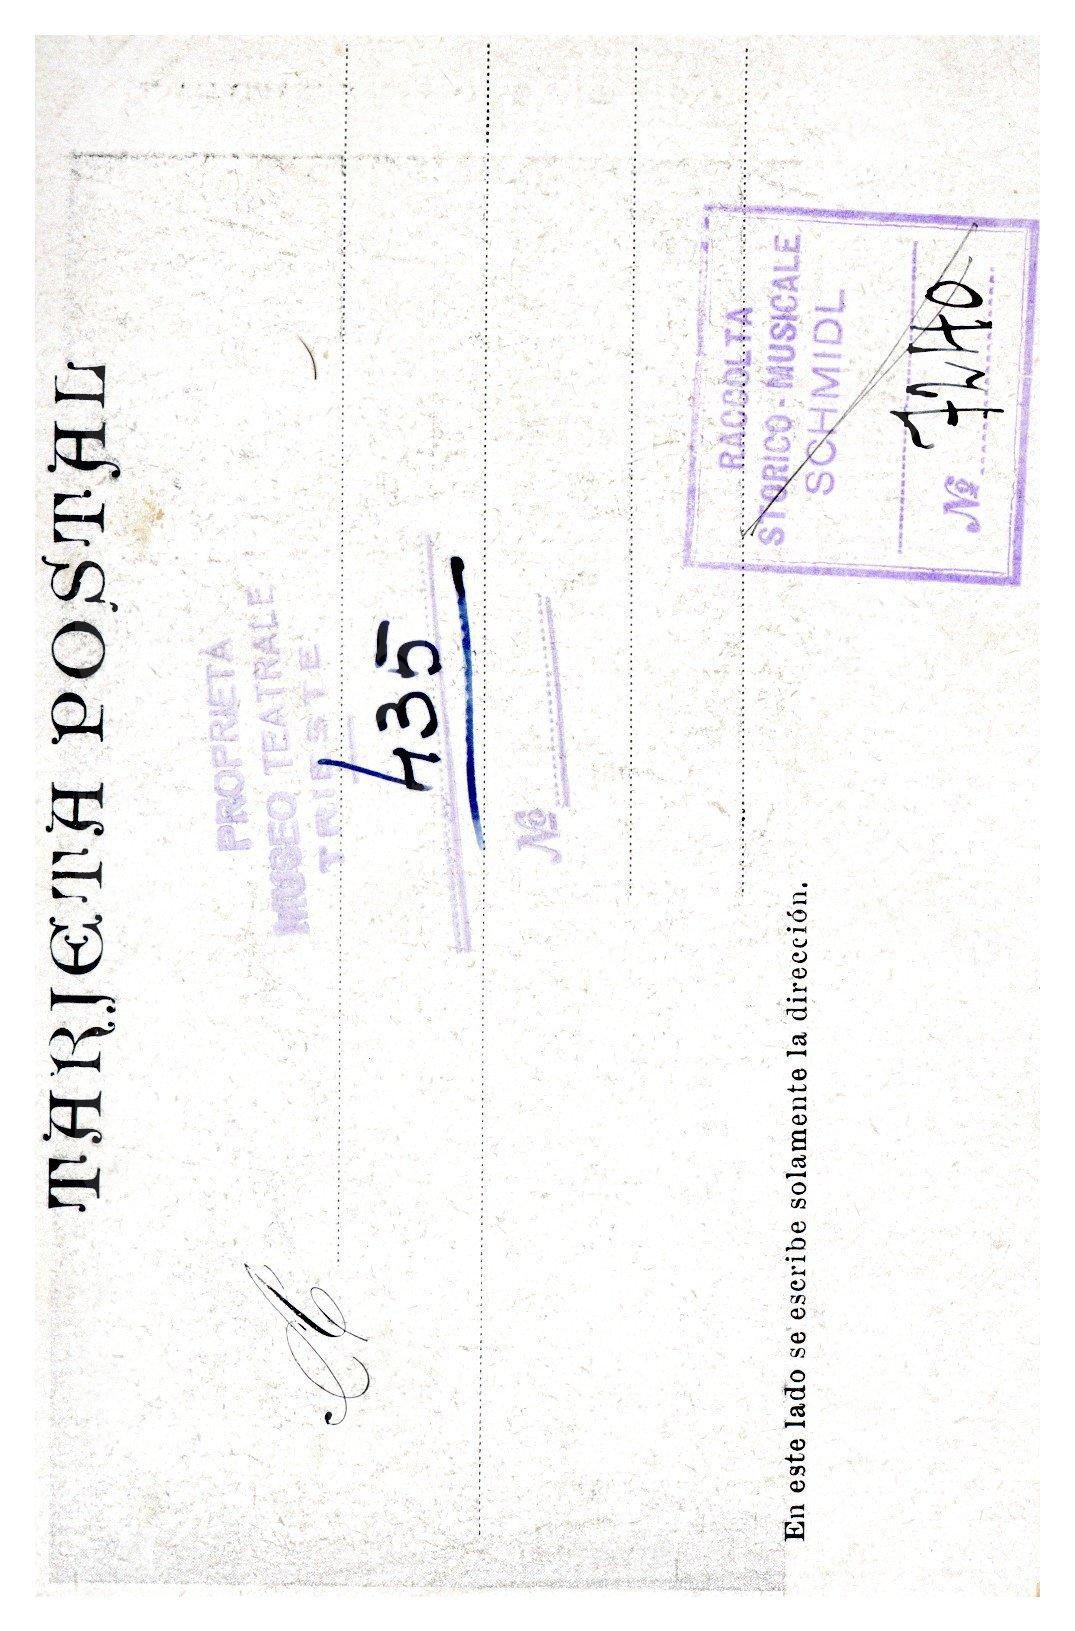 TARJETA POSTAL
PROPRIETÀ
MUSEO TEATRALE
TRIESTE
435
№
A
RACCOLTA
STORICO-MUSICALE
SCHMIDL
№ 7240
En este lado se escribe solamente la dirección.